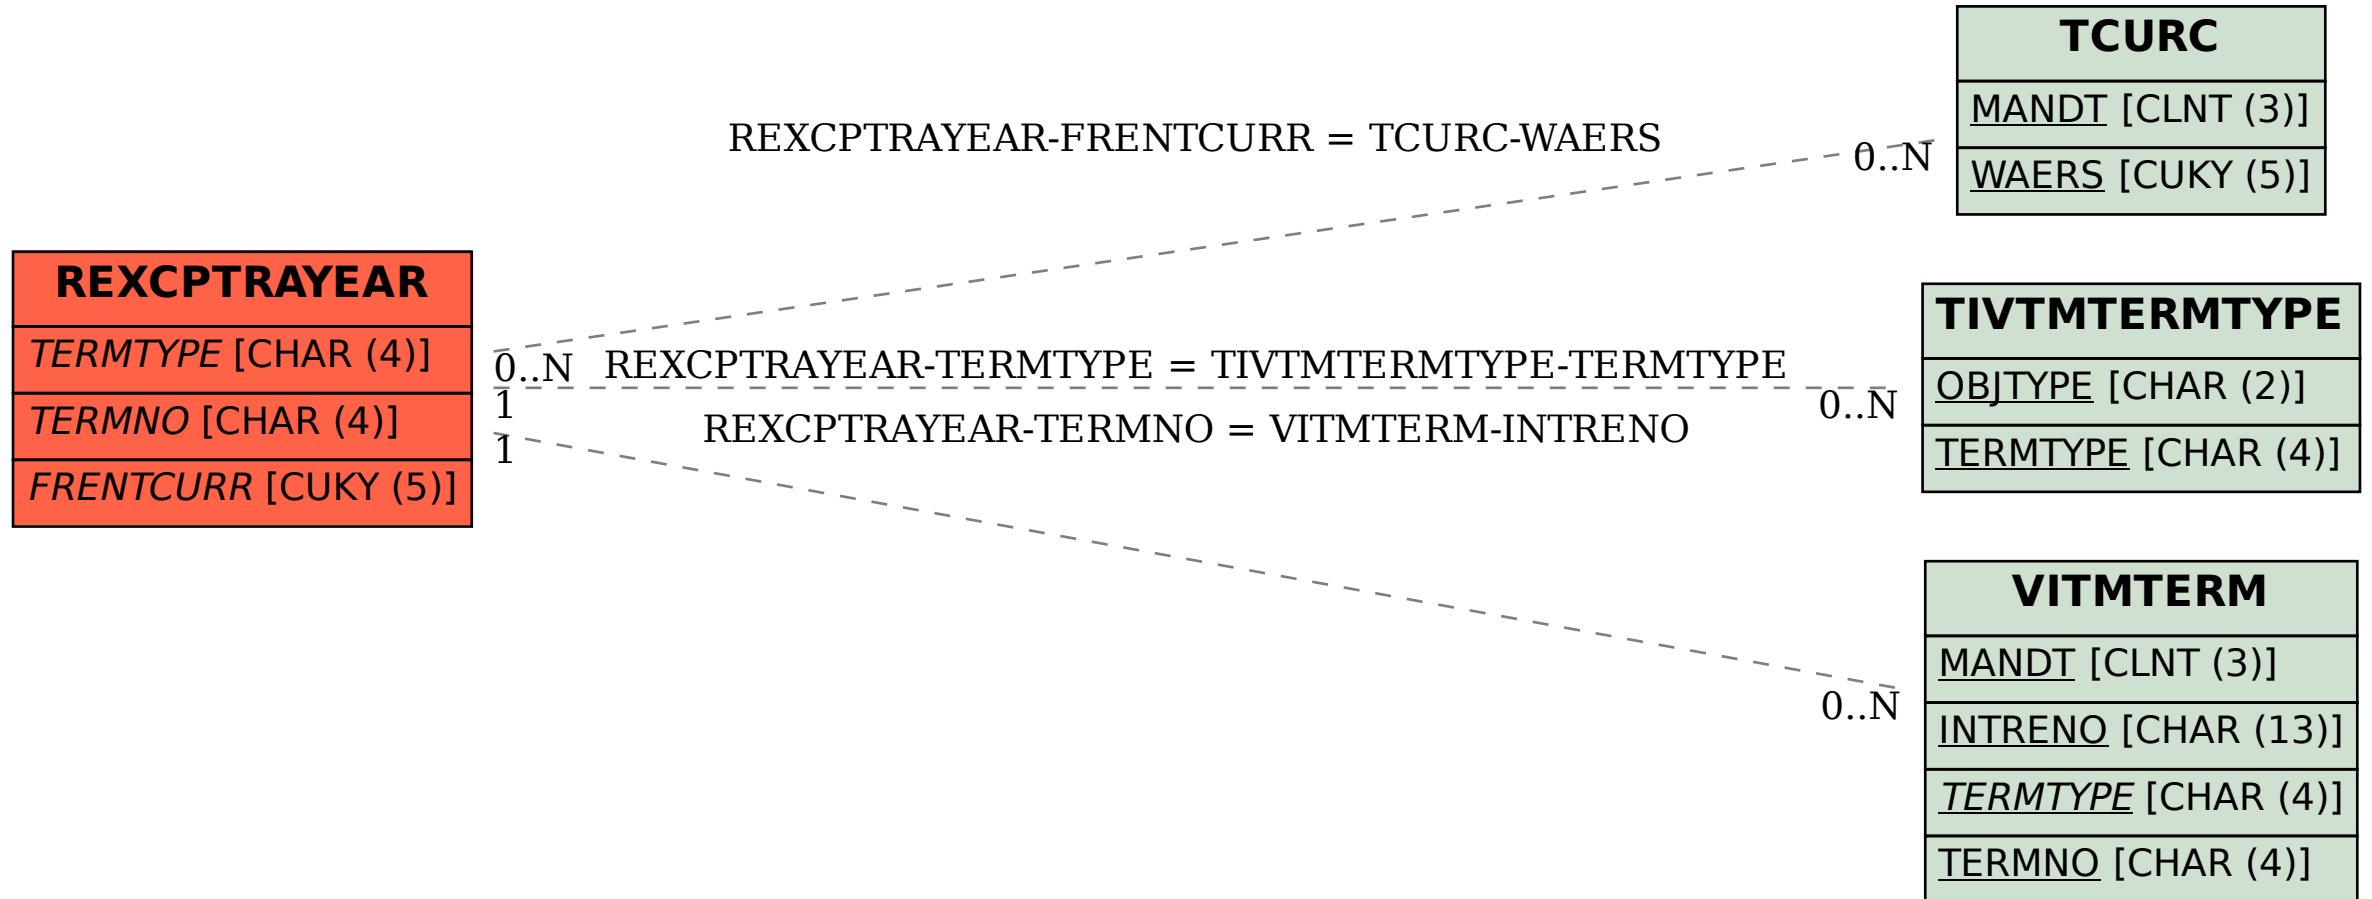 TCURC
MANDT [CLNT (3)]
WAERS [CUKY (5)]
REXCPTRAYEAR-FRENTCURR = TCURC-WAERS
0..N
REXCPTRAYEAR
TERMTYPE [CHAR (4)]
TERMNO [CHAR (4)]
FRENTCURR [CUKY (5)]
0..N
REXCPTRAYEAR-TERMTYPE = TIVTMTERMTYPE-TERMTYPE
1
0..N
REXCPTRAYEAR-TERMNO = VITMTERM-INTRENO
1
0..N
TIVTMTERMTYPE
OBJTYPE [CHAR (2)]
TERMTYPE [CHAR (4)]
VITMTERM
MANDT [CLNT (3)]
INTRENO [CHAR (13)]
TERMTYPE [CHAR (4)]
TERMNO [CHAR (4)]